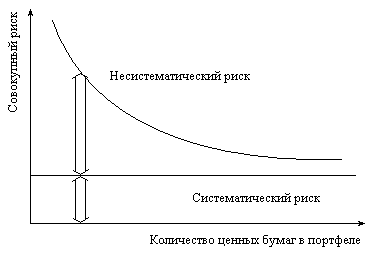 Совокупный риск
Несистематический риск
Систематический риск
Количество ценных бумаг в портфеле